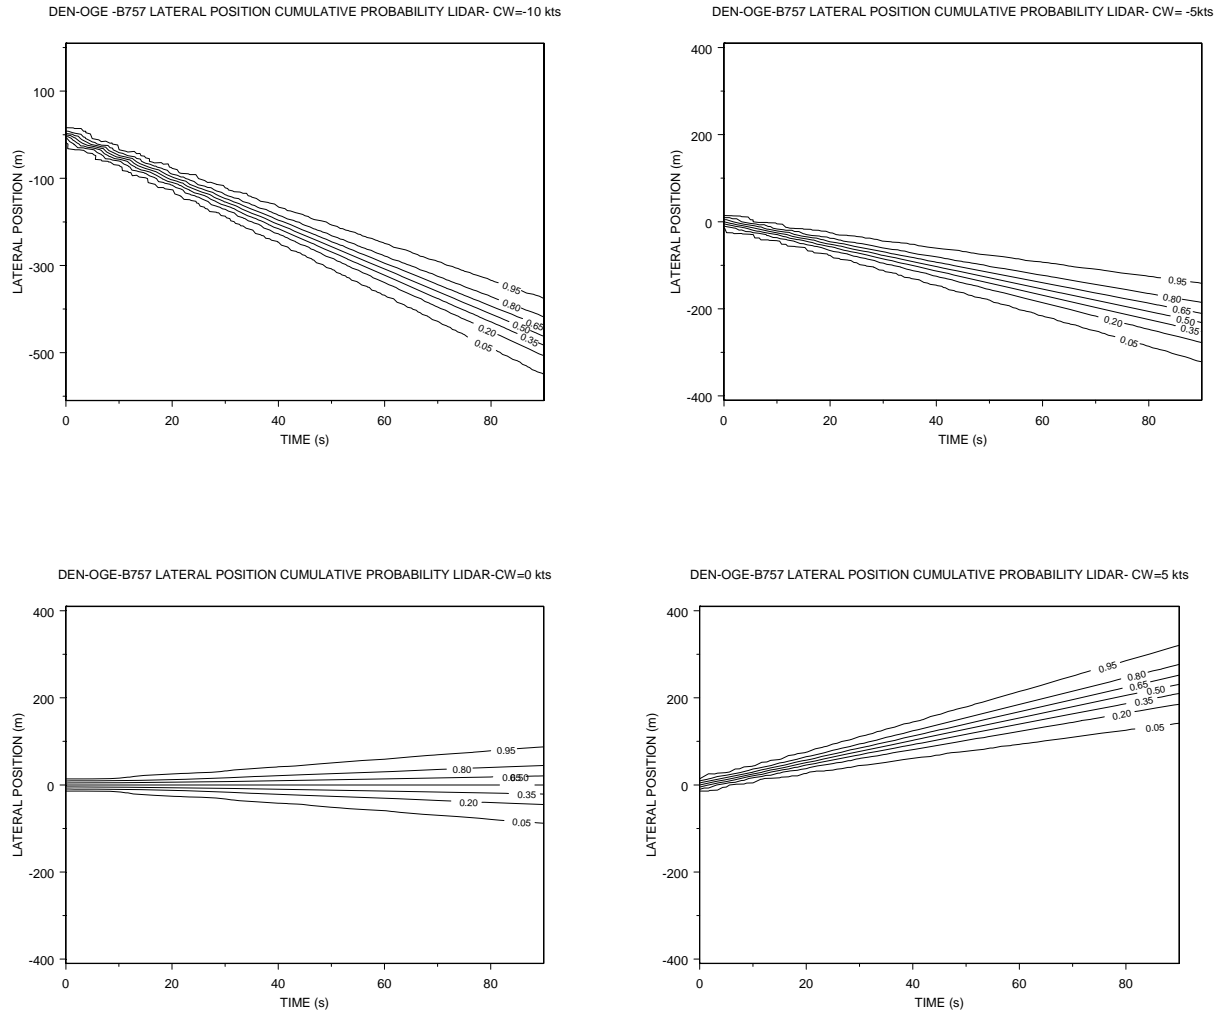 DEN-OGE -B757 LATERAL POSITION CUMULATIVE PROBABILITY LIDAR- CW=-10 kts
100
-100
-300
-500
LATERAL POSITION (m)
0.95
0.80
0.65
0.50
0.35
0.20
0.05
0 20 40 60 80
TIME (s)
DEN-OGE-B757 LATERAL POSITION CUMULATIVE PROBABILITY LIDAR- CW= -5kts
400
200
0
-200
-400
LATERAL POSITION (m)
0.95
0.80
0.65
0.50
0.35
0.20
0.05
0 20 40 60 80
TIME (s)
DEN-OGE-B757 LATERAL POSITION CUMULATIVE PROBABILITY LIDAR-CW=0 kts
400
200
0
-200
-400
LATERAL POSITION (m)
0.95
0.80
0.65
0.50
0.35
0.20
0.05
0 20 40 60 80
TIME (s)
DEN-OGE-B757 LATERAL POSITION CUMULATIVE PROBABILITY LIDAR- CW=5 kts
400
200
0
-200
-400
LATERAL POSITION (m)
0.95
0.80
0.65
0.50
0.35
0.20
0.05
0 20 40 60 80
TIME (s)